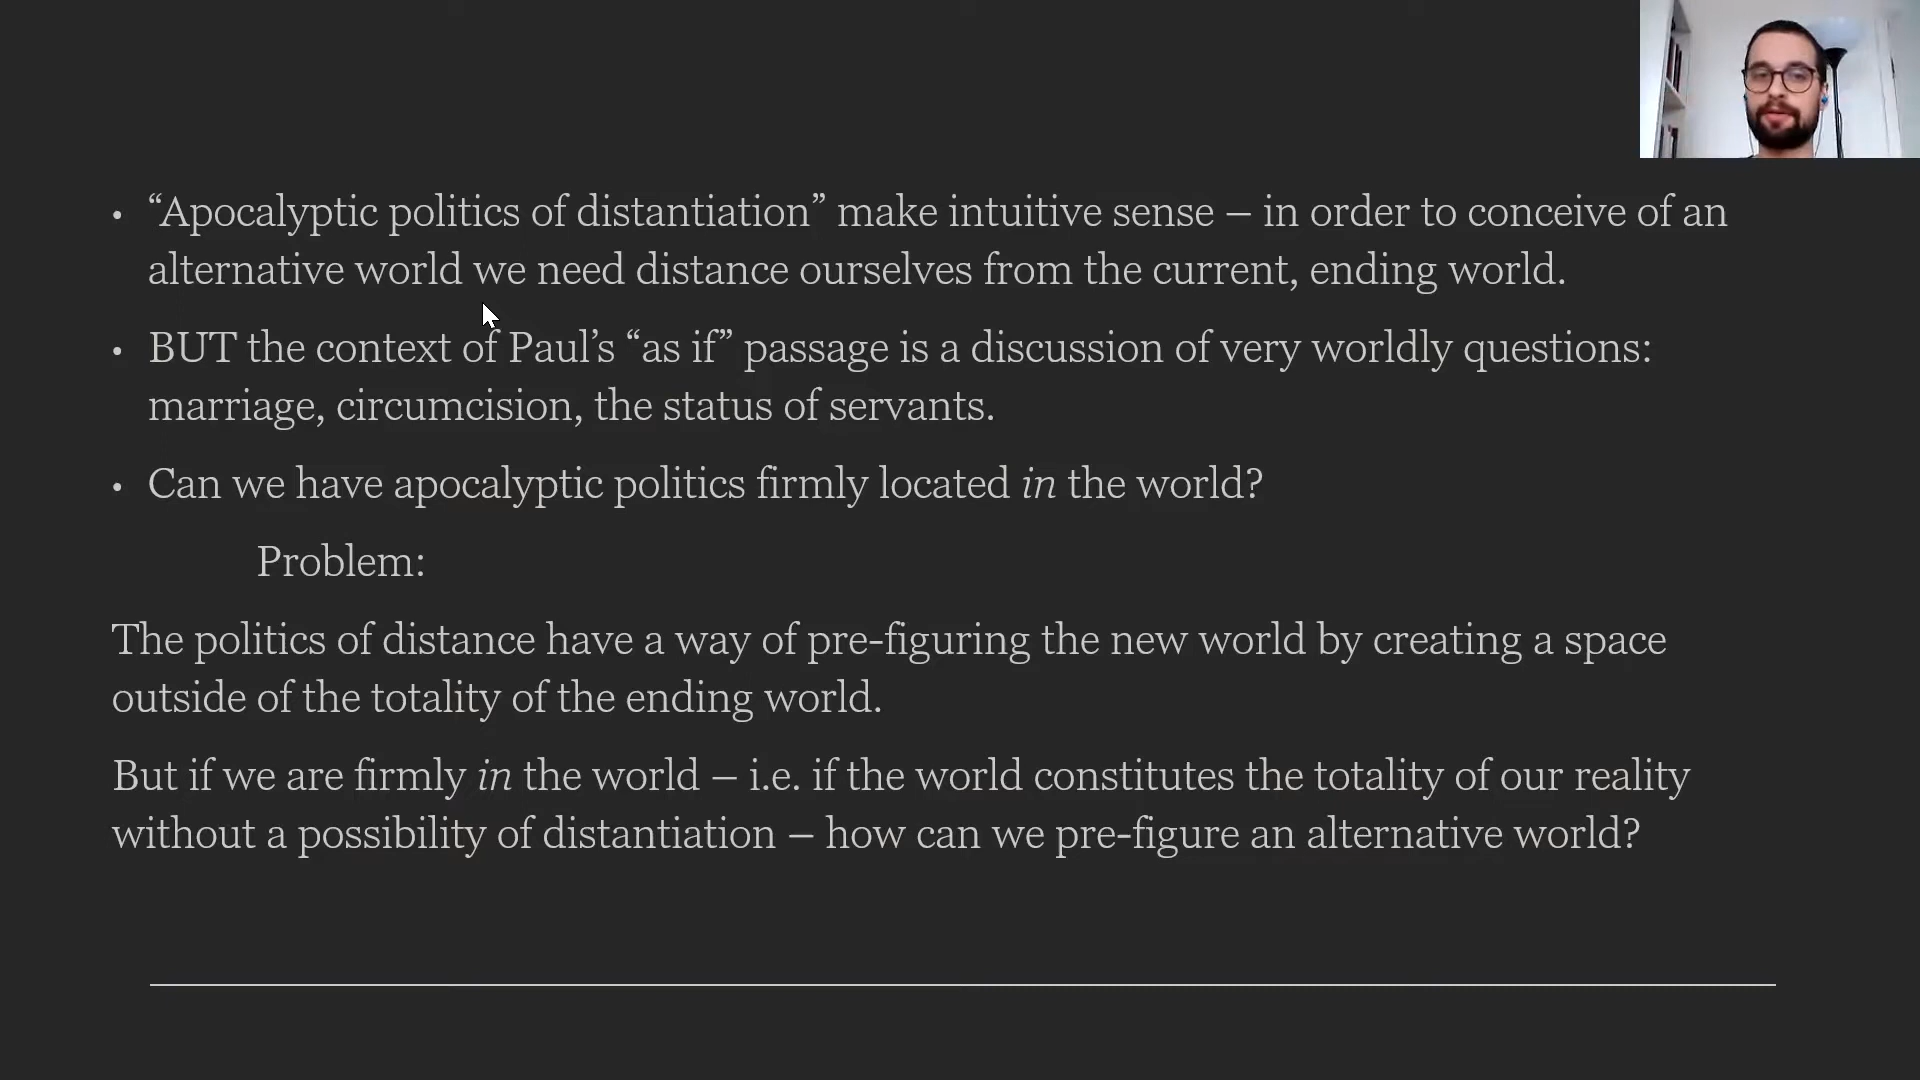 • “Apocalyptic politics of distantiation” make intuitive sense – in order to conceive of an
alternative world we need distance ourselves from the current, ending world.
• BUT the context of Paul’s “as if” passage is a discussion of very worldly questions:
marriage, circumcision, the status of servants.
• Can we have apocalyptic politics firmly located in the world?
Problem:
The politics of distance have a way of pre-figuring the new world by creating a space
outside of the totality of the ending world.
But if we are firmly in the world – i.e. if the world constitutes the totality of our reality
without a possibility of distantiation – how can we pre-figure an alternative world?